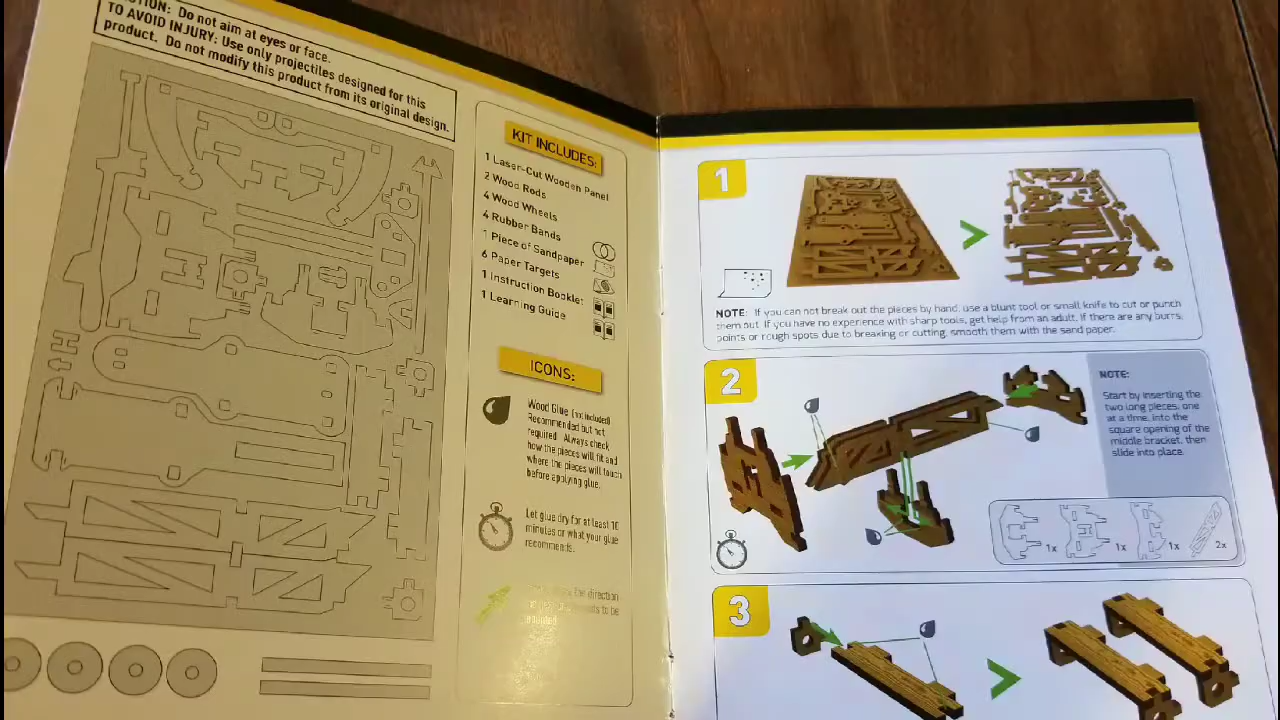 TION: Do not aim at eyes or face.
TO AVOID INJURY: Use only projectiles designed for this
product. Do not modify this product from its original design.
KIT INCLUDES:
1 Laser-Cut Wooden Panel
2 Wood Rods
4 Wood Wheels
4 Rubber Bands
1 Piece of Sandpaper
6 Paper Targets
1 Instruction Booklet
1 Learning Guide
ICONS:
Wood Glue (not included)
Recommended but not
required. Always check
how the pieces will fit and
where the pieces will touch
before applying glue.
Let glue dry for at least 10
minutes or what your glue
recommends.
the direction
to be
1
NOTE: If you can not break out the pieces by hand, use a blunt tool or small knife to cut or punch
them out. If you have no experience with sharp tools, get help from an adult. If there are any burrs,
points or rough spots due to breaking or cutting, smooth them with the sand paper.
2
NOTE:
Start by inserting the
two long pieces, one
at a time, into the
square opening of the
middle bracket, then
slide into place.
1x
1x
1x
2x
3